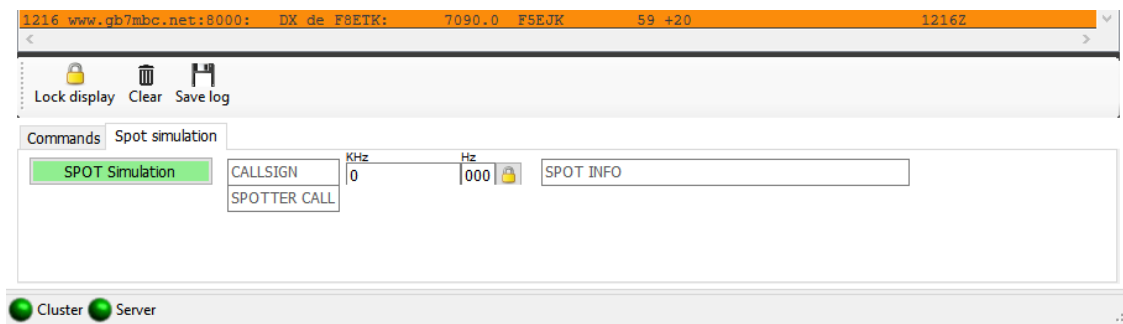 1216 www.gb7mbc.net:8000: DX de F8ETK: 7090.0 F5EJK 59 +20 1216Z
Lock display Clear Save log
Commands Spot simulation
KHz Hz
SPOT Simulation CALLSIGN 0 000 SPOT INFO
SPOTTER CALL
Cluster Server